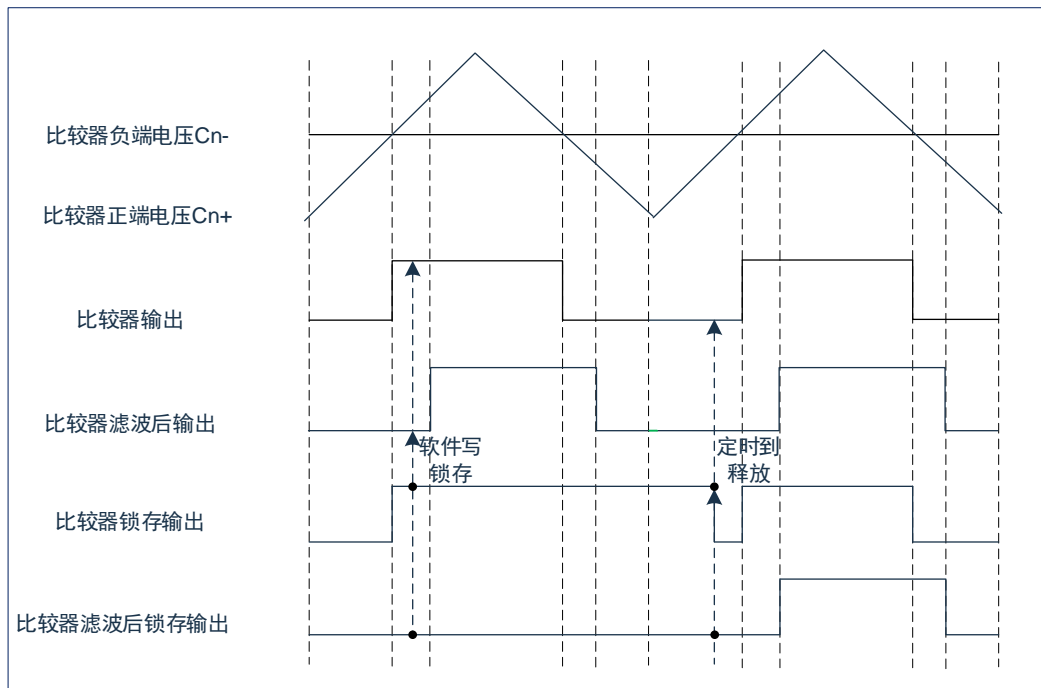 比较器负端电压Cn-
比较器正端电压Cn+
比较器输出
比较器滤波后输出
软件写
锁存
定时到
释放
比较器锁存输出
比较器滤波后锁存输出